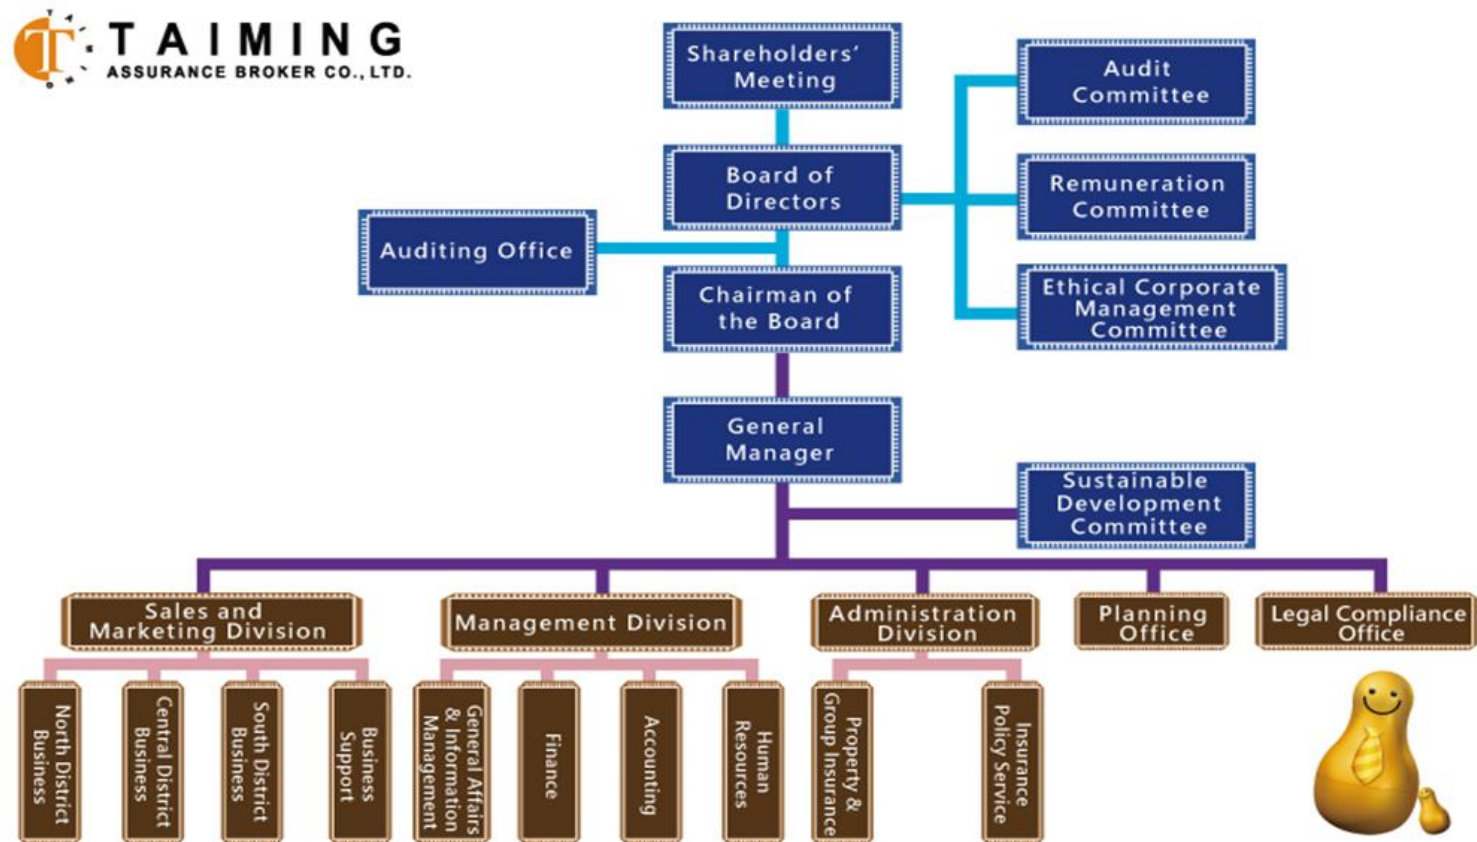 TAIMING
ASSURANCE BROKER CO., LTD.
Shareholders'
Meeting
Audit
Committee
Board of
Directors
Remuneration
Committee
Auditing Office
Chairman of
the Board
Ethical Corporate
Management
Committee
General
Manager
Sustainable
Development
Committee
Sales and
Marketing Division
Management Division
Administration
Division
Planning
Office
Legal Compliance
Office
North District
Business
Central District
Business
South District
Business
Business
Support
General Affairs
& Information
Management
Finance
Accounting
Human
Resources
Property &
Group Insurance
Insurance
Policy Service